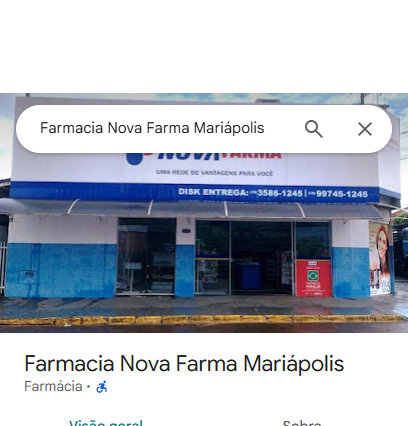 Farmacia Nova Farma Mariápolis
NOVA FARMA
UMA REDE DE VANTAGENS PARA VOCÊ
DISK ENTREGA: 3586-1245 | 99745-1245
Farmacia Nova Farma Mariápolis
Farmácia ·
Visão geral
Sobre